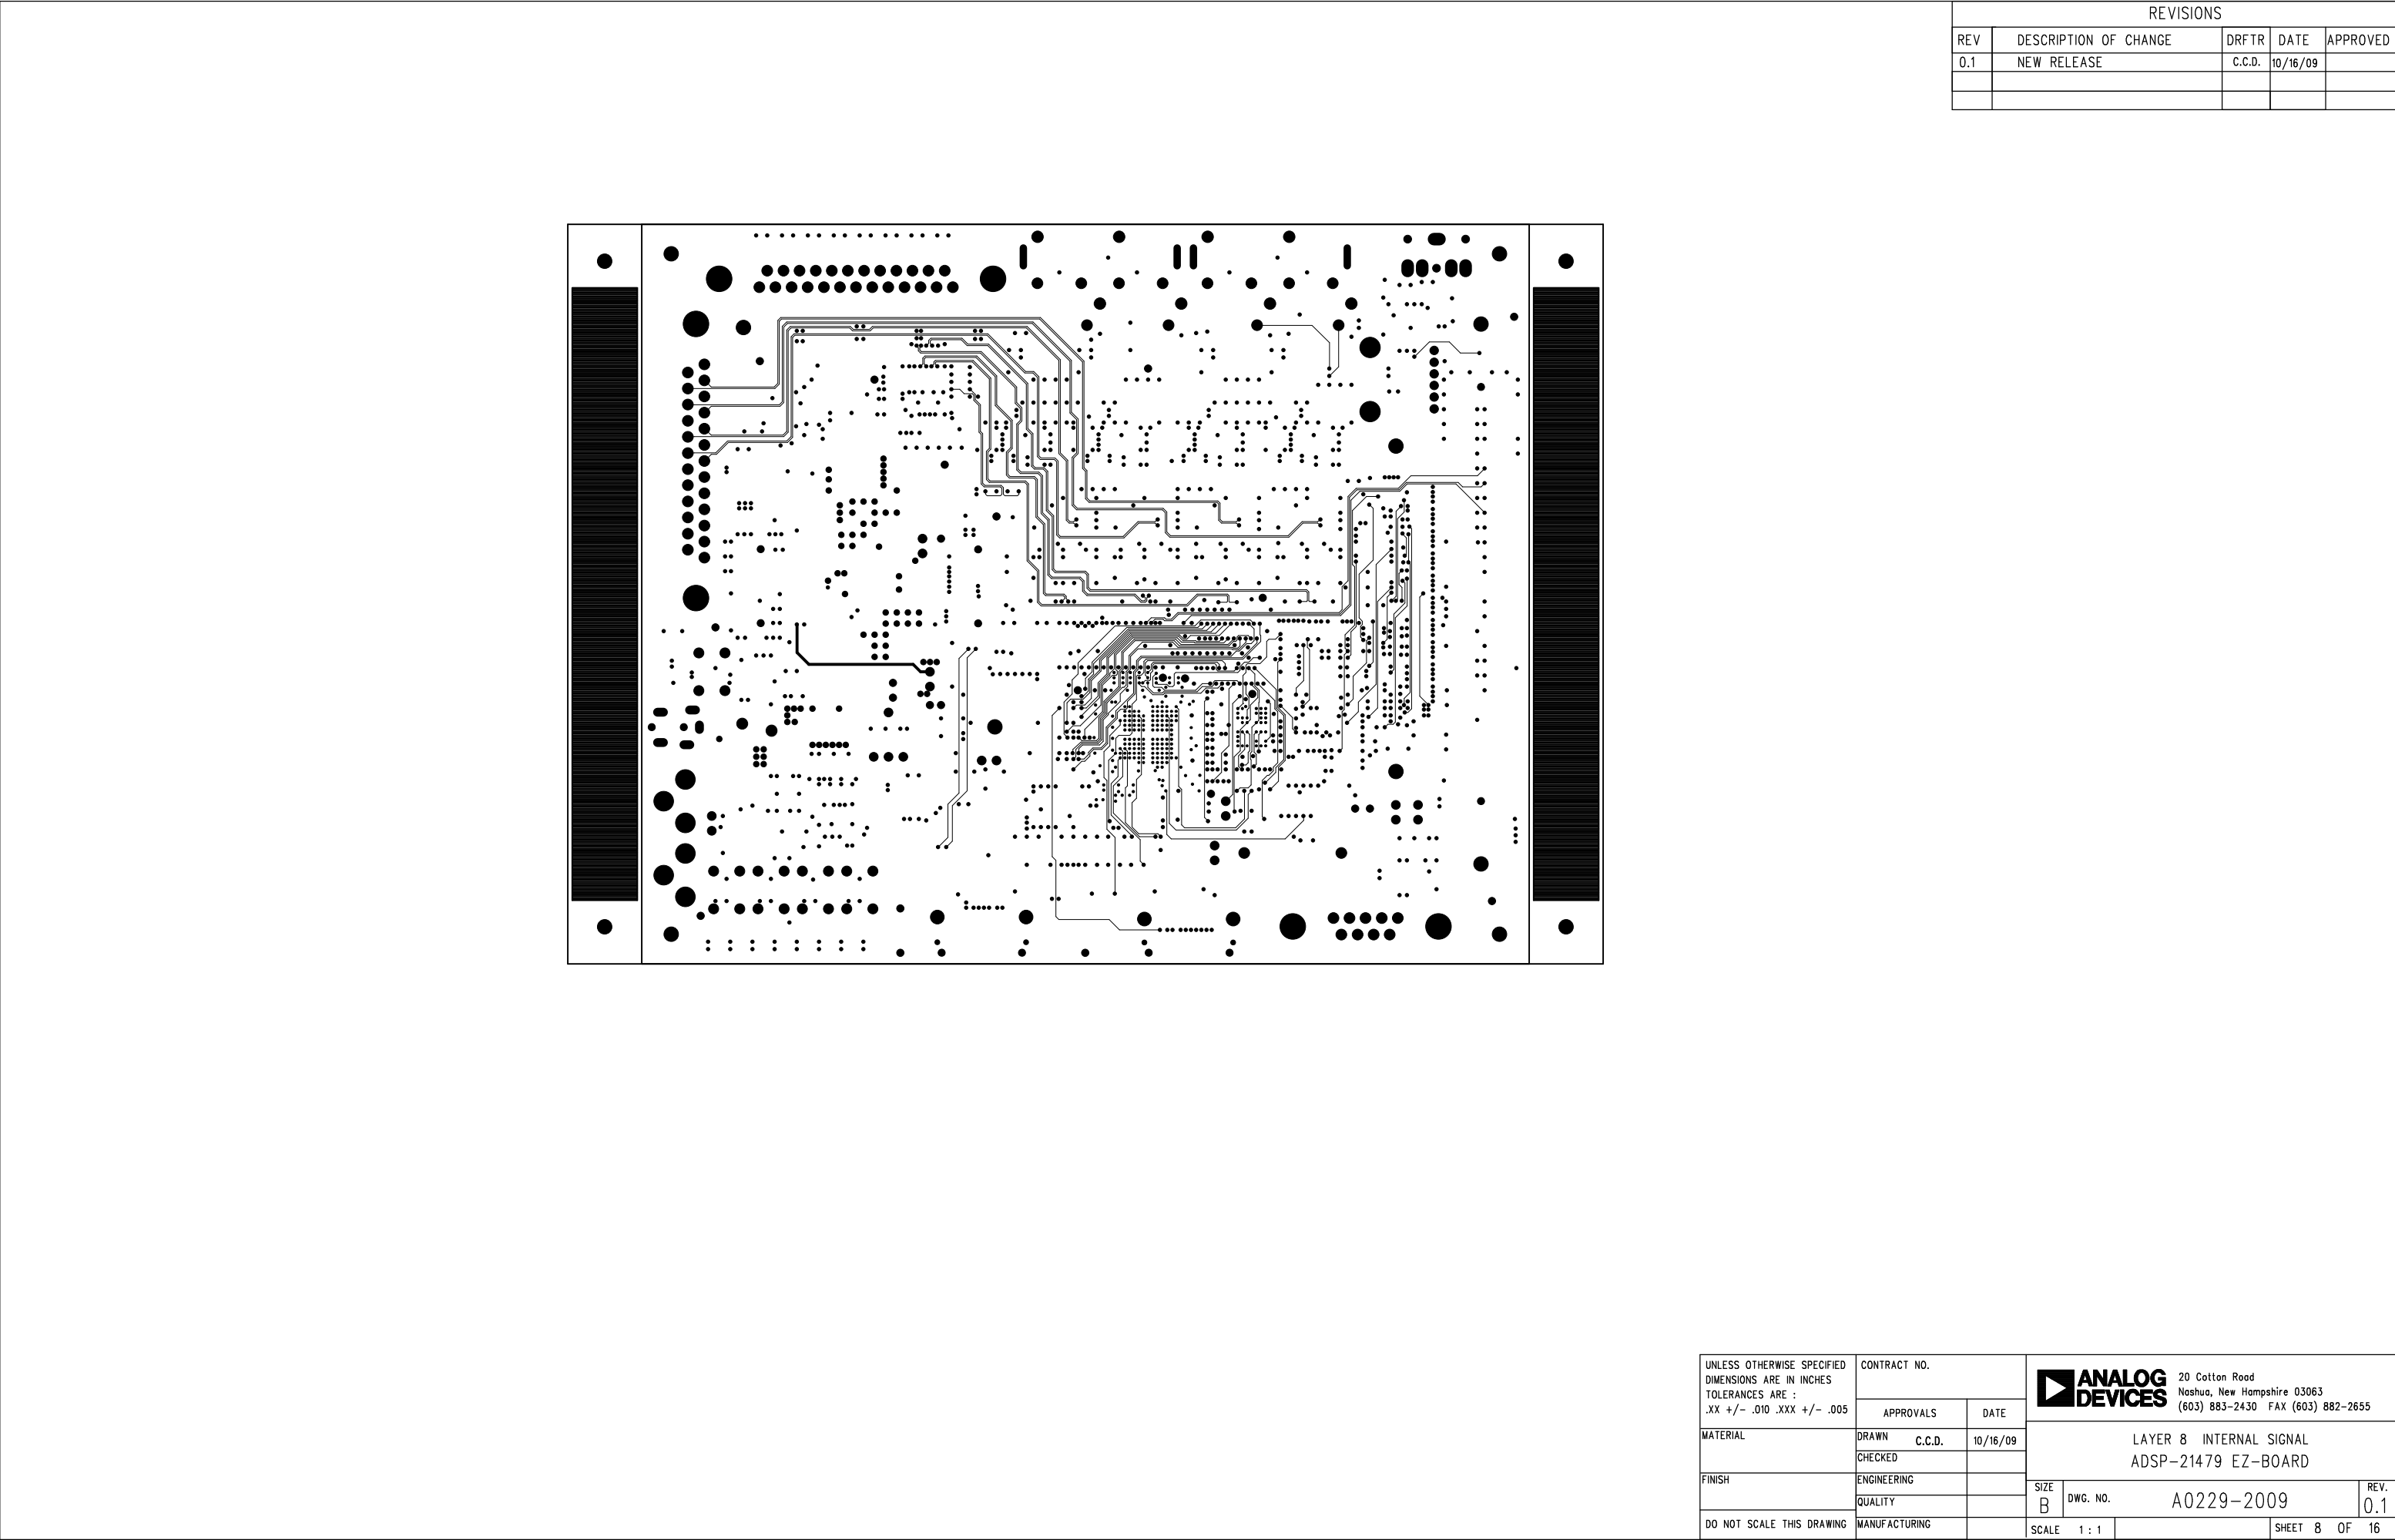 REVISIONS
REV DESCRIPTION OF CHANGE DRFTR DATE APPROVED
0.1 NEW RELEASE C.C.D. 10/16/09
UNLESS OTHERWISE SPECIFIED
DIMENSIONS ARE IN INCHES
TOLERANCES ARE :
.XX +/- .010 .XXX +/- .005
CONTRACT NO.
APPROVALS DATE
MATERIAL
DRAWN C.C.D. 10/16/09
CHECKED
FINISH
ENGINEERING
QUALITY
DO NOT SCALE THIS DRAWING
MANUFACTURING
ANALOG
DEVICES
20 Cotton Road
Nashua, New Hampshire 03063
(603) 883-2430 FAX (603) 882-2655
LAYER 8 INTERNAL SIGNAL
ADSP-21479 EZ-BOARD
SIZE
B
DWG. NO.
A0229-2009
REV.
0.1
SCALE 1 : 1
SHEET 8 OF 16